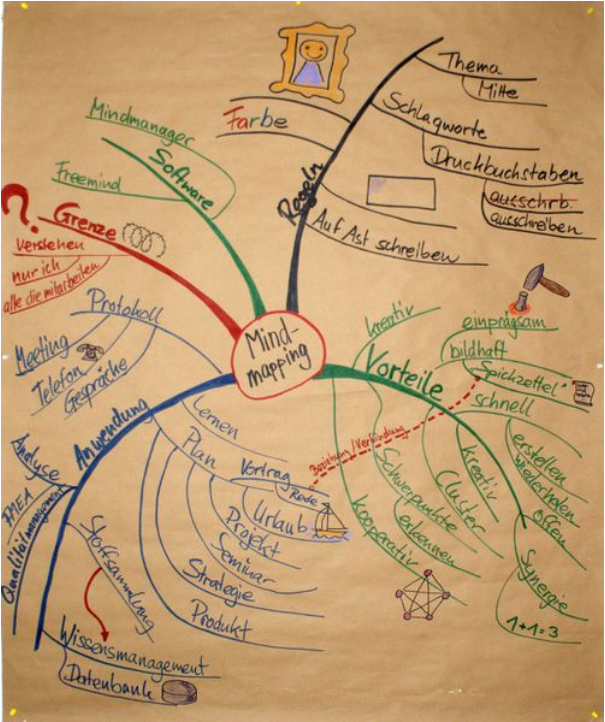 Mind-
mapping
Regeln
Thema
Mitte
Schlagworte
Druckbuchstaben
ausschrb.
ausschreiben
Farbe
Auf Ast schreiben
Vorteile
kreativ
einprägsam
bildhaft
Spickzettel
schnell
erstellen
wiederholen
offen
Synergie
1+1=3
kreativ
Cluster
Schwerpunkte
erkennen
kooperativ
Beziehung/Verbindung
Anwendung
Lernen
Plan
Vortrag
Rede
Urlaub
Projekt
Seminar
Strategie
Produkt
Protokoll
Meeting
Telefon
Gespräche
Analyse
FMEA
Qualitätsmanagement
Stoffsammlung
Wissensmanagement
Datenbank
?
Grenze
verstehen
nur ich
alle die mitarbeiten
Software
Mindmanager
Freemind